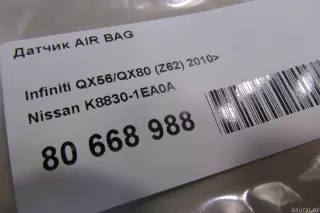 Датчик AIR BAG
Infiniti QX56/QX80 (Z62) 2010>
Nissan K8830-1EA0A
80 668 988